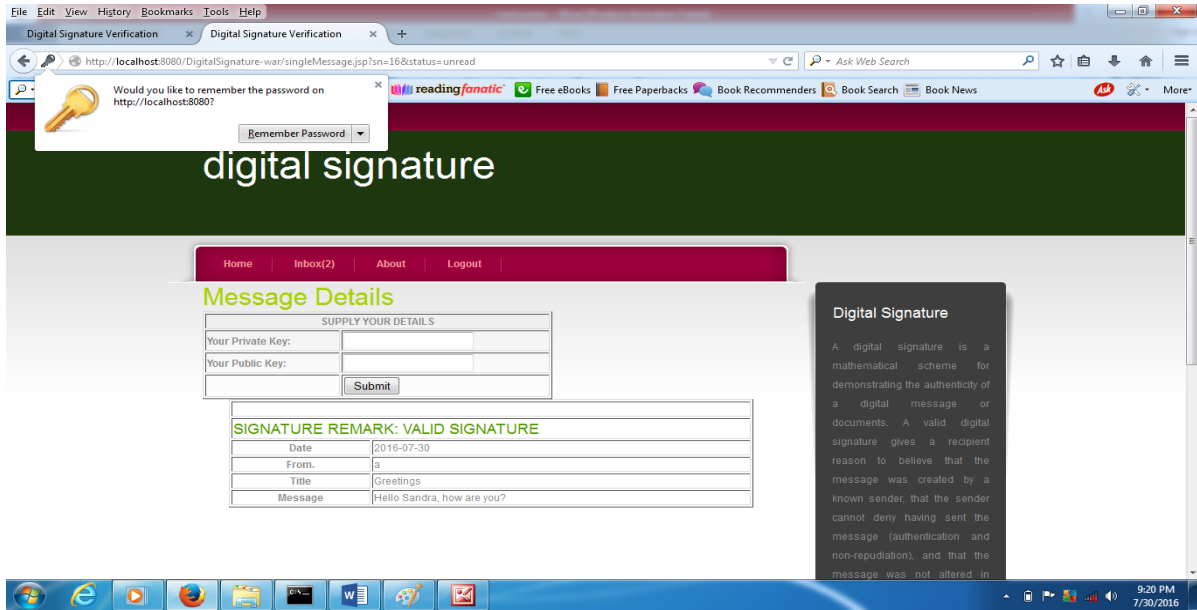 File Edit View History Bookmarks Tools Help
Digital Signature Verification × Digital Signature Verification × +
http://localhost:8080/DigitalSignature-war/singleMessage.jsp?sn=16&status=unread Ask Web Search
Would you like to remember the password on
http://localhost:8080?
×
Remember Password
readingfanatic Free eBooks Free Paperbacks Book Recommenders Book Search Book News Ask More
digital signature
Home Inbox(2) About Logout
Message Details
SUPPLY YOUR DETAILS
Your Private Key:
Your Public Key:
Submit
SIGNATURE REMARK: VALID SIGNATURE
Date 2016-07-30
From. a
Title Greetings
Message Hello Sandra, how are you?
Digital Signature
A digital signature is a
mathematical scheme for
demonstrating the authenticity of
a digital message or
documents. A valid digital
signature gives a recipient
reason to believe that the
message was created by a
known sender, that the sender
cannot deny having sent the
message (authentication and
non-repudiation), and that the
message was not altered in
9:20 PM
7/30/2016